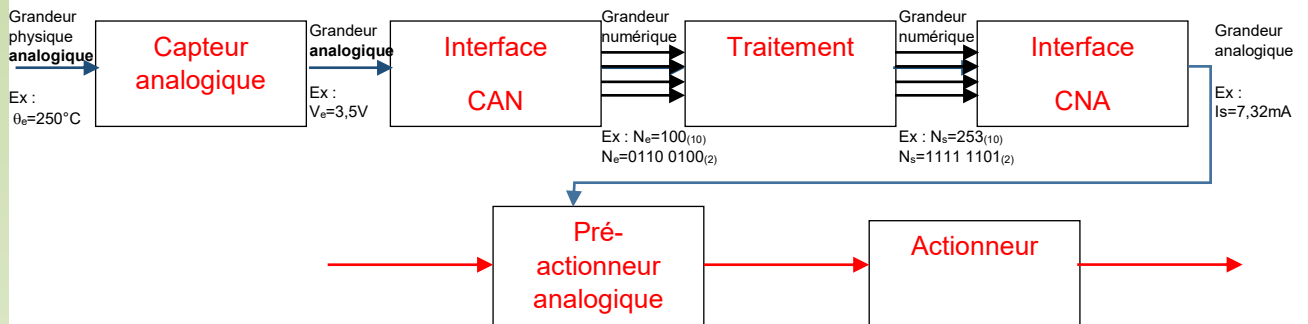 Grandeur
physique
analogique
Ex :
θe=250°C
Capteur
analogique
Grandeur
analogique
Ex :
Ve=3,5V
Interface
CAN
Grandeur
numérique
Ex : Ne=100(10)
Ne=0110 0100(2)
Traitement
Grandeur
numérique
Ex : Ns=253(10)
Ns=1111 1101(2)
Interface
CNA
Grandeur
analogique
Ex :
Is=7,32mA
Pré-
actionneur
analogique
Actionneur